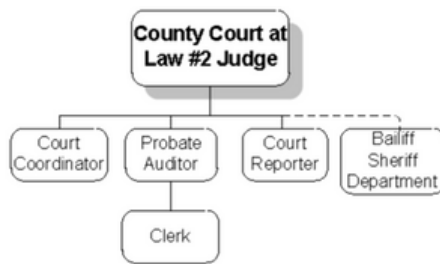 County Court at
Law #2 Judge
Court
Coordinator
Probate
Auditor
Court
Reporter
Bailiff
Sheriff
Department
Clerk